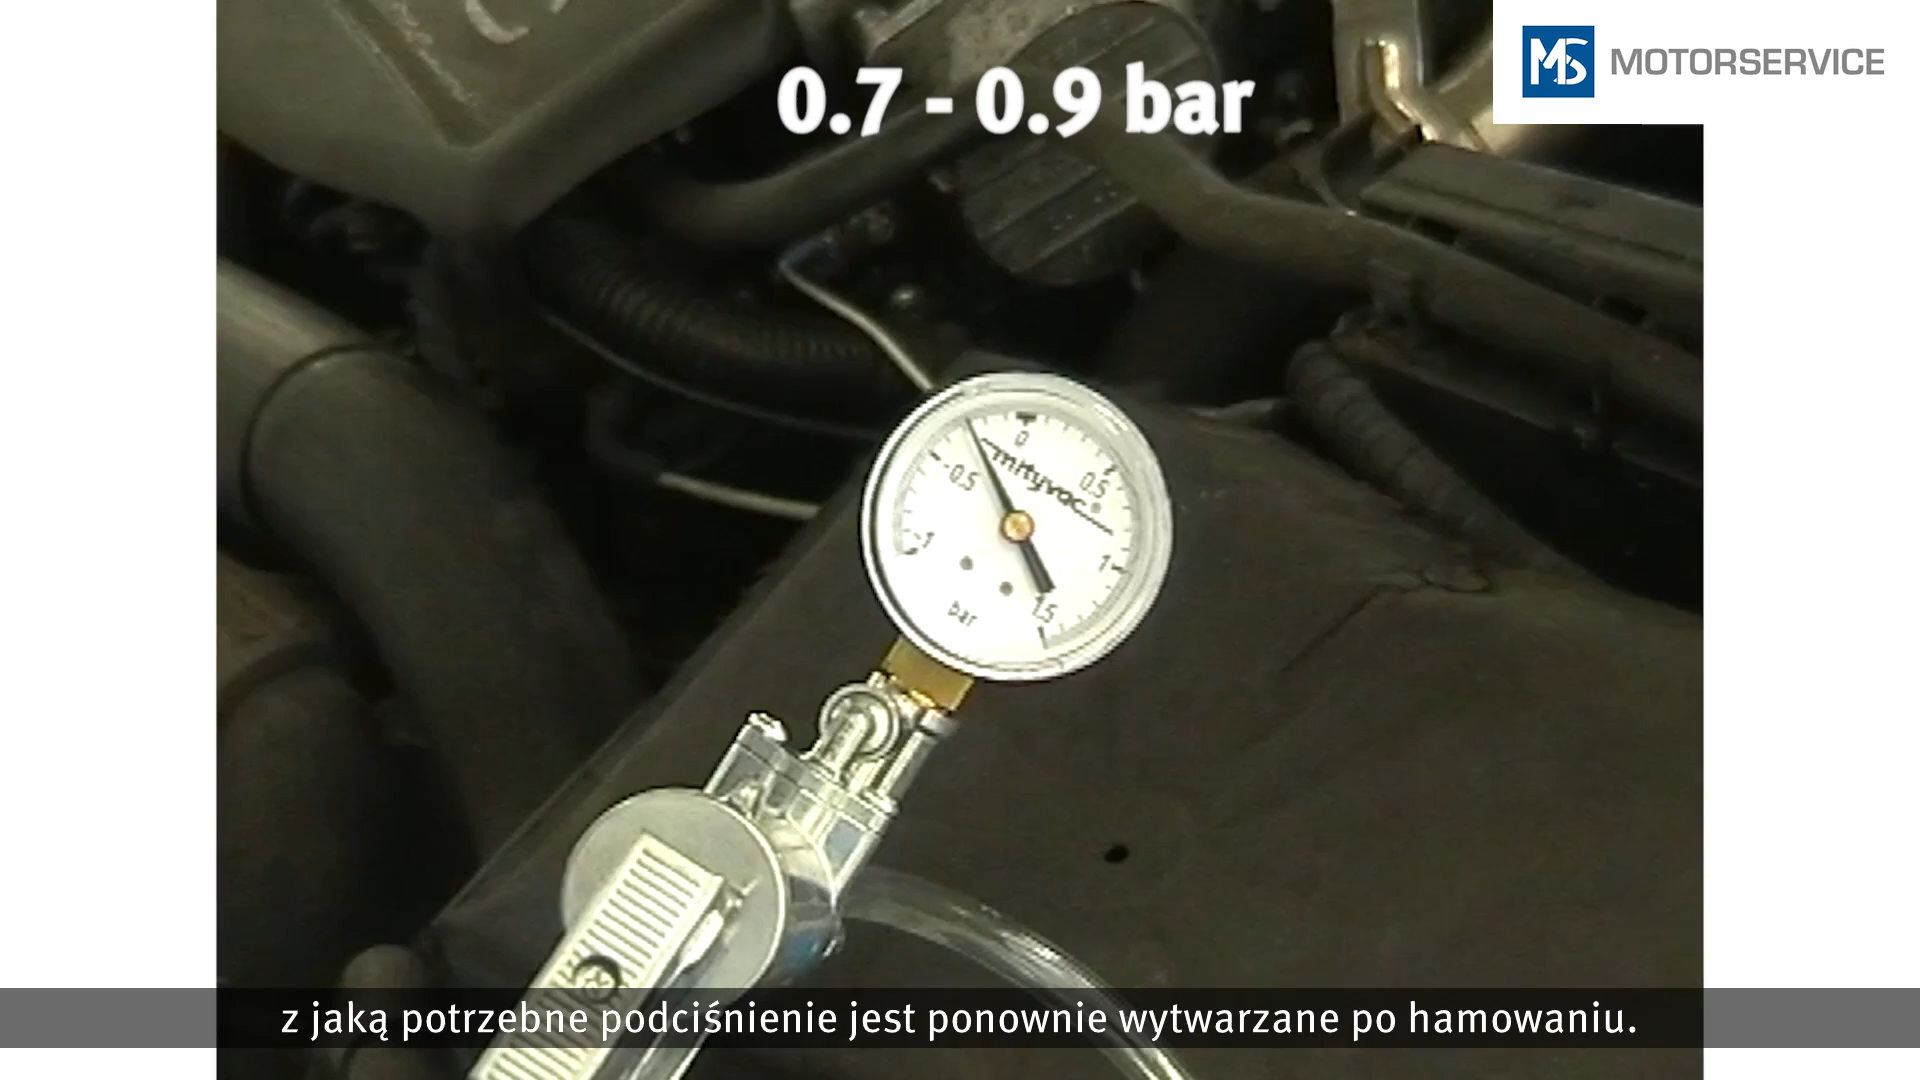 0.7 - 0.9 bar
MS MOTORSERVICE
0
-0.5
0.5
mityvac®
-1
1
bar
1.5
z jaką potrzebne podciśnienie jest ponownie wytwarzane po hamowaniu.